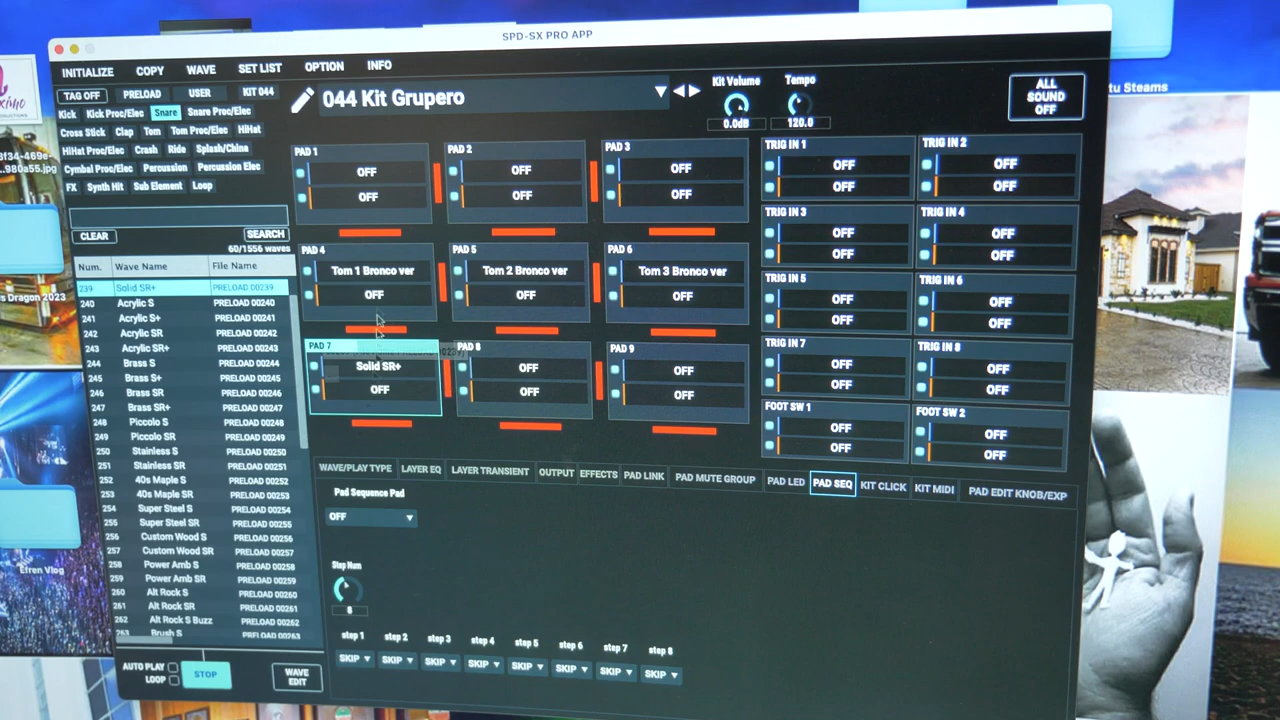 SPD-SX PRO APP
INITIALIZE COPY WAVE SET LIST OPTION INFO
TAG OFF PRELOAD USER KIT 044
Kick Kick Proc/Elec Snare Snare Proc/Elec
Cross Stick Clap Tom Tom Proc/Elec HiHat
HiHat Proc/Elec Crash Ride Splash/China
Cymbal Proc/Elec Percussion Percussion Elec
FX Synth Hit Sub Element Loop
CLEAR SEARCH
60/1556 waves
Num. Wave Name File Name
239 Solid SR+ PRELOAD 00239
240 Acrylic S PRELOAD 00240
241 Acrylic S+ PRELOAD 00241
242 Acrylic SR PRELOAD 00242
243 Acrylic SR+ PRELOAD 00243
244 Brass S PRELOAD 00244
245 Brass S+ PRELOAD 00245
246 Brass SR PRELOAD 00246
247 Brass SR+ PRELOAD 00247
248 Piccolo S PRELOAD 00248
249 Piccolo SR PRELOAD 00249
250 Stainless S PRELOAD 00250
251 Stainless SR PRELOAD 00251
252 40s Maple S PRELOAD 00252
253 40s Maple SR PRELOAD 00253
254 Super Steel S PRELOAD 00254
255 Super Steel SR PRELOAD 00255
256 Custom Wood S PRELOAD 00256
257 Custom Wood SR PRELOAD 00257
258 Power Amb S PRELOAD 00258
259 Power Amb SR PRELOAD 00259
260 Alt Rock S PRELOAD 00260
261 Alt Rock SR PRELOAD 00261
262 Alt Rock S Buzz PRELOAD 00262
263 Brush S PRELOAD 00263
AUTO PLAY
LOOP
STOP
WAVE EDIT
044 Kit Grupero
Kit Volume Tempo
0.0dB 120.0
ALL
SOUND
OFF
PAD 1 PAD 2 PAD 3
OFF OFF OFF
OFF OFF OFF
PAD 4 PAD 5 PAD 6
Tom 1 Bronco ver Tom 2 Bronco ver Tom 3 Bronco ver
OFF OFF OFF
PAD 7 PAD 8 PAD 9
Solid SR+ OFF OFF
OFF OFF OFF
TRIG IN 1 TRIG IN 2
OFF OFF
OFF OFF
TRIG IN 3 TRIG IN 4
OFF OFF
OFF OFF
TRIG IN 5 TRIG IN 6
OFF OFF
OFF OFF
TRIG IN 7 TRIG IN 8
OFF OFF
OFF OFF
FOOT SW 1 FOOT SW 2
OFF OFF
OFF OFF
WAVE/PLAY TYPE LAYER EQ LAYER TRANSIENT OUTPUT EFFECTS PAD LINK PAD MUTE GROUP PAD LED PAD SEQ KIT CLICK KIT MIDI PAD EDIT KNOB/EXP
Pad Sequence Pad
OFF
Step Num
8
step 1 step 2 step 3 step 4 step 5 step 6 step 7 step 8
SKIP SKIP SKIP SKIP SKIP SKIP SKIP SKIP
...980a55.jpg
Dragon 2023
Efren Vlog
tu Steams